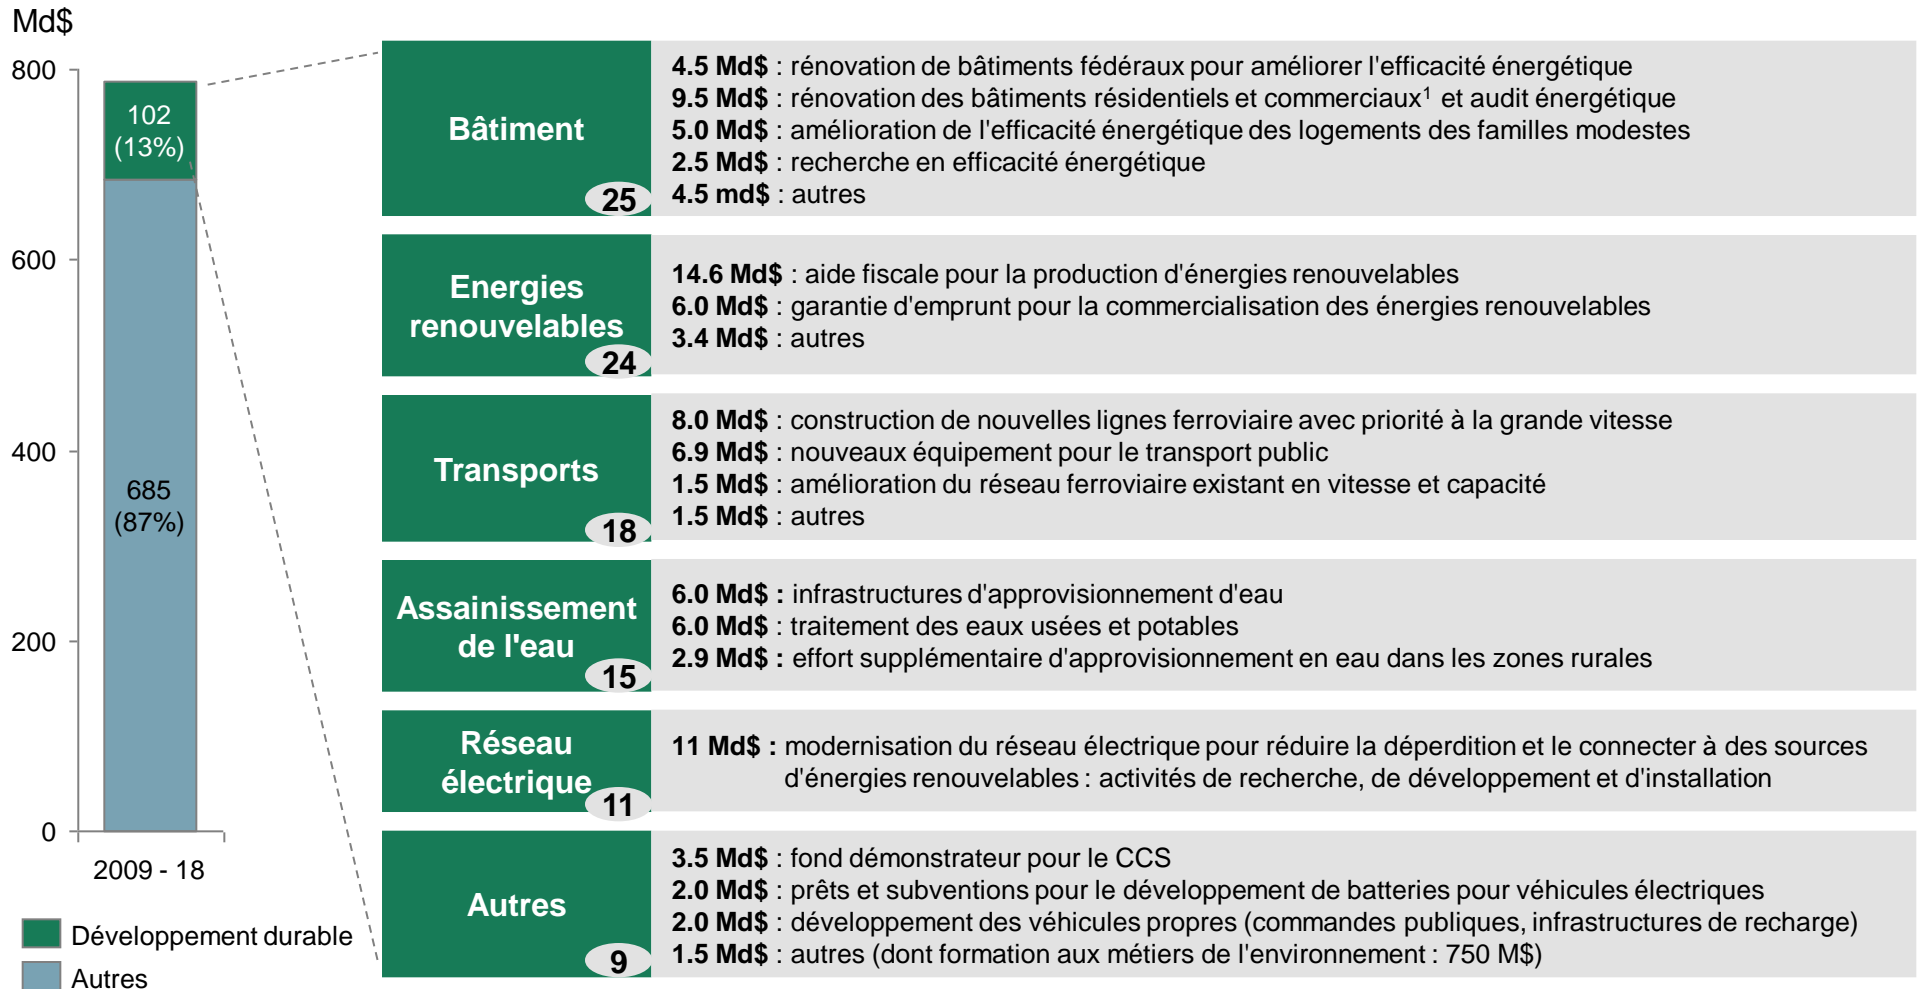 Md$
800
600
400
200
0
102
(13%)
685
(87%)
2009 - 18
Développement durable
Autres
Bâtiment
25
4.5 Md$ : rénovation de bâtiments fédéraux pour améliorer l'efficacité énergétique
9.5 Md$ : rénovation des bâtiments résidentiels et commerciaux¹ et audit énergétique
5.0 Md$ : amélioration de l'efficacité énergétique des logements des familles modestes
2.5 Md$ : recherche en efficacité énergétique
4.5 md$ : autres
Energies
renouvelables
24
14.6 Md$ : aide fiscale pour la production d'énergies renouvelables
6.0 Md$ : garantie d'emprunt pour la commercialisation des énergies renouvelables
3.4 Md$ : autres
Transports
18
8.0 Md$ : construction de nouvelles lignes ferroviaire avec priorité à la grande vitesse
6.9 Md$ : nouveaux équipement pour le transport public
1.5 Md$ : amélioration du réseau ferroviaire existant en vitesse et capacité
1.5 Md$ : autres
Assainissement
de l'eau
15
6.0 Md$ : infrastructures d'approvisionnement d'eau
6.0 Md$ : traitement des eaux usées et potables
2.9 Md$ : effort supplémentaire d'approvisionnement en eau dans les zones rurales
Réseau
électrique
11
11 Md$ : modernisation du réseau électrique pour réduire la déperdition et le connecter à des sources
d'énergies renouvelables : activités de recherche, de développement et d'installation
Autres
9
3.5 Md$ : fond démonstrateur pour le CCS
2.0 Md$ : prêts et subventions pour le développement de batteries pour véhicules électriques
2.0 Md$ : développement des véhicules propres (commandes publiques, infrastructures de recharge)
1.5 Md$ : autres (dont formation aux métiers de l'environnement : 750 M$)